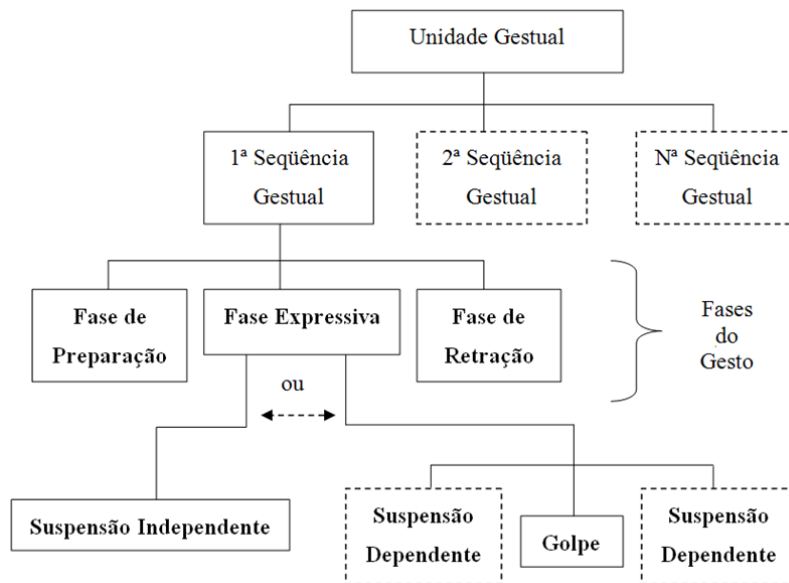 Unidade Gestual
1ª Seqüência
Gestual
2ª Seqüência
Gestual
Nª Seqüência
Gestual
Fase de
Preparação
Fase Expressiva
Fase de
Retração
Fases
do
Gesto
ou
Suspensão Independente
Suspensão
Dependente
Golpe
Suspensão
Dependente